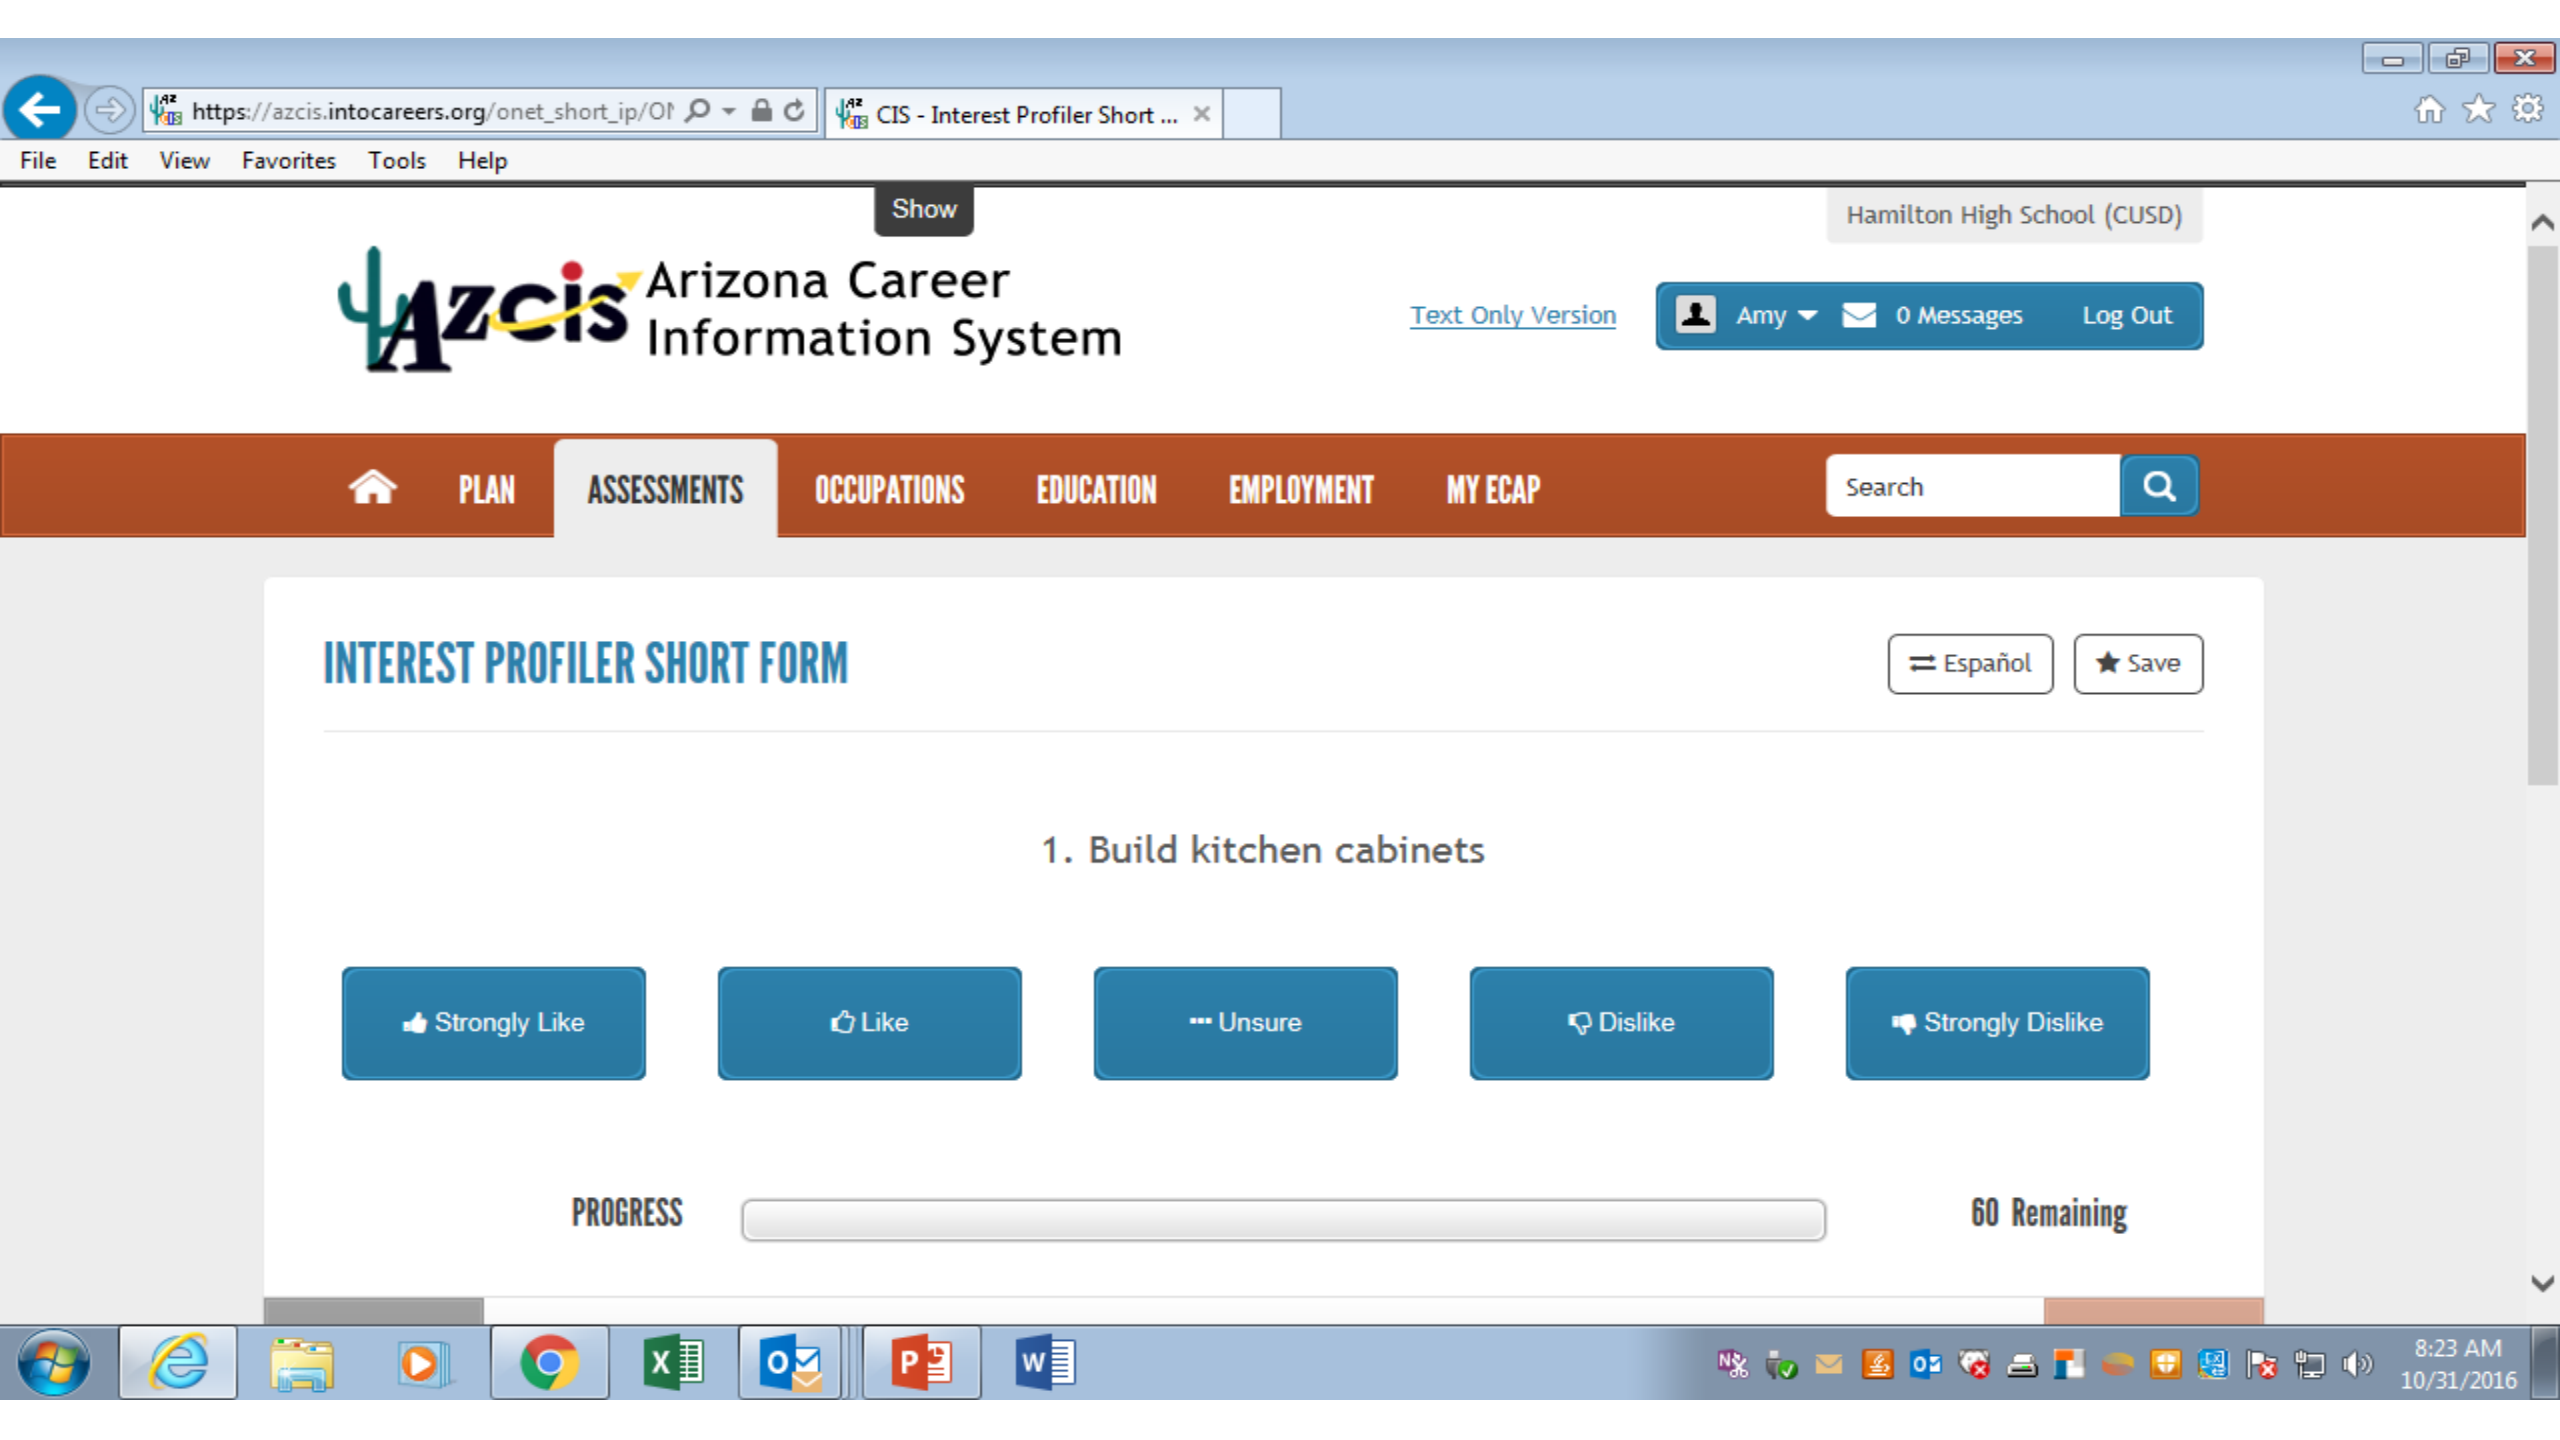 https://azcis.intocareers.org/onet_short_ip/
CIS - Interest Profiler Short ...
File Edit View Favorites Tools Help
Show
Hamilton High School (CUSD)
Azcis Arizona Career
Information System
Text Only Version
Amy
0 Messages
Log Out
PLAN
ASSESSMENTS
OCCUPATIONS
EDUCATION
EMPLOYMENT
MY ECAP
Search
INTEREST PROFILER SHORT FORM
Español
Save
1. Build kitchen cabinets
Strongly Like
Like
Unsure
Dislike
Strongly Dislike
PROGRESS
60 Remaining
8:23 AM
10/31/2016